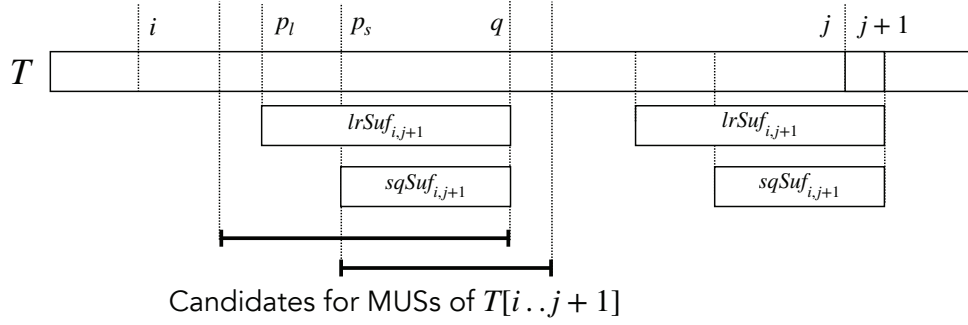 i p_l p_s q j j + 1
T
lrSuf_{i,j+1} lrSuf_{i,j+1}
sqSuf_{i,j+1} sqSuf_{i,j+1}
Candidates for MUSs of T[i . . j + 1]